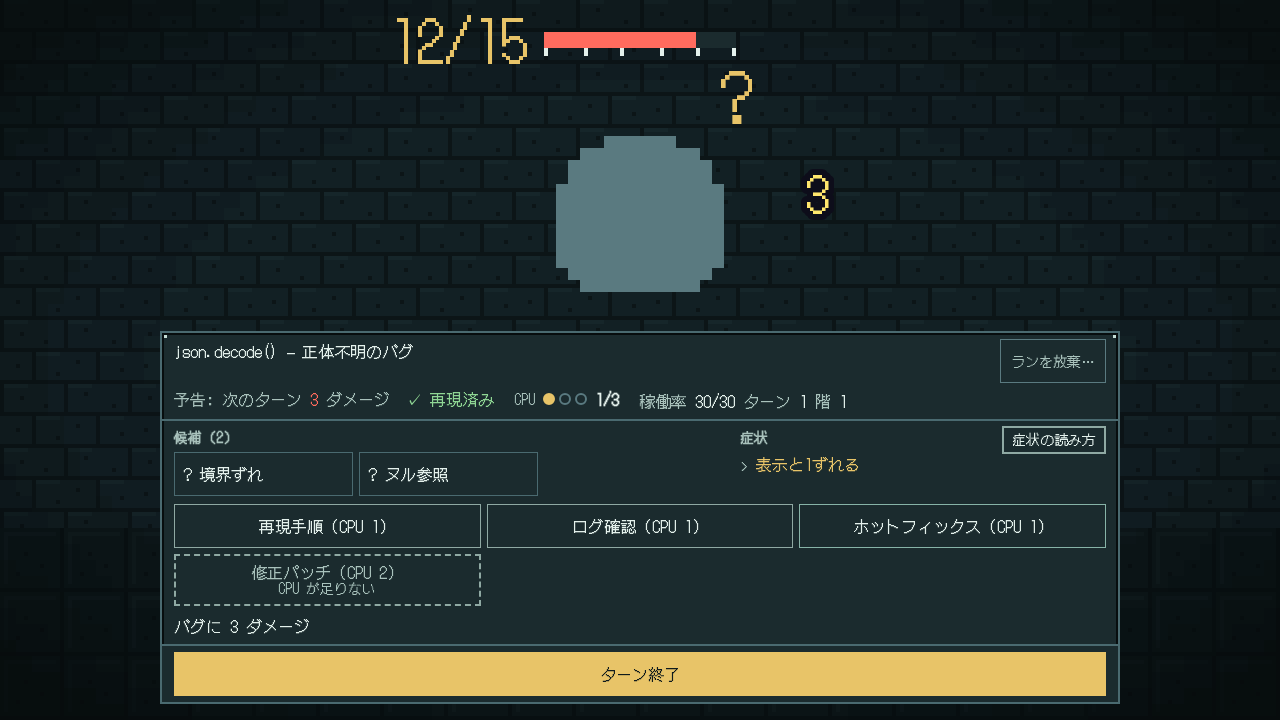 12/15
?
3
json.decode() – 正体不明のバグ
ランを放棄…
予告: 次のターン 3 ダメージ ✓ 再現済み CPU 1/3 稼働率 30/30 ターン 1 階 1
候補 (2)
症状
症状の読み方
? 境界ずれ
? ヌル参照
› 表示と1ずれる
再現手順 (CPU 1)
ログ確認 (CPU 1)
ホットフィックス (CPU 1)
修正パッチ (CPU 2)
CPU が足りない
バグに 3 ダメージ
ターン終了